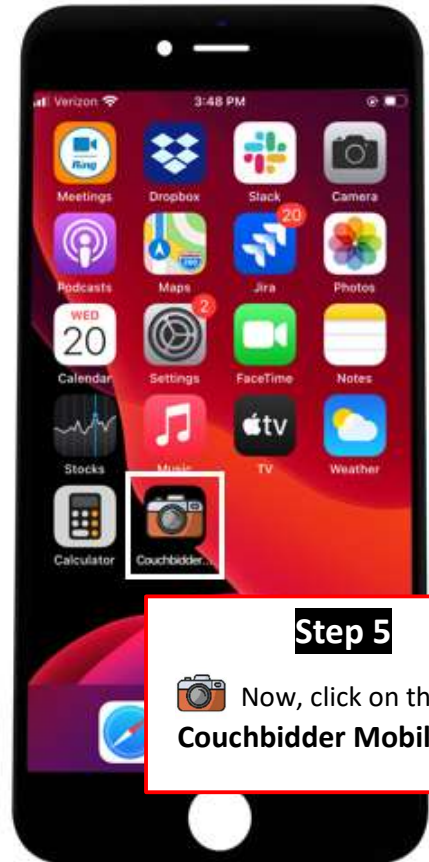 Verizon 3:48 PM
Ring
Meetings Dropbox Slack Camera
20
Podcasts Maps Jira Photos
WED
20
2
Calendar Settings FaceTime Notes
tv
Stocks Music TV Weather
Calculator Couchbidder...
Step 5
Now, click on th
Couchbidder Mobil